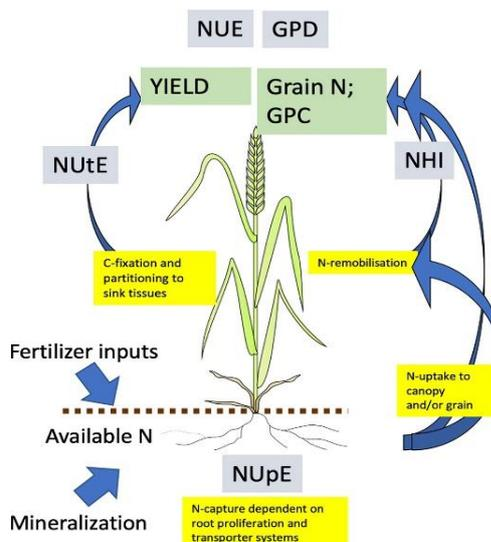 NUE GPD
YIELD
Grain N;
GPC
NUtE
NHI
C-fixation and
partitioning to
sink tissues
N-remobilisation
Fertilizer inputs
N-uptake to
canopy
and/or grain
Available N
NUpE
Mineralization
N-capture dependent on
root proliferation and
transporter systems